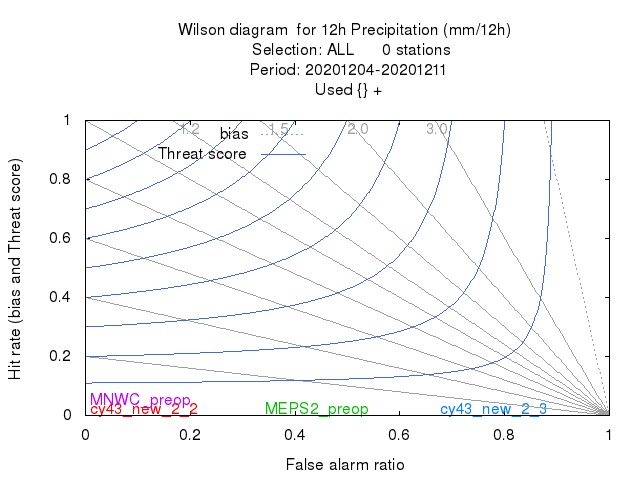 Wilson diagram  for 12h Precipitation (mm/12h)
Selection: ALL      0 stations
Period: 20201204-20201211
Used {} +
1 1.2 1.5 2.0 3.0
bias
Threat score
0.8
0.6
0.4
0.2
0
Hit rate (bias and Threat score)
MNWC_preop
cy43_new_2_2 MEPS2_preop cy43_new_2_3
0 0.2 0.4 0.6 0.8 1
False alarm ratio